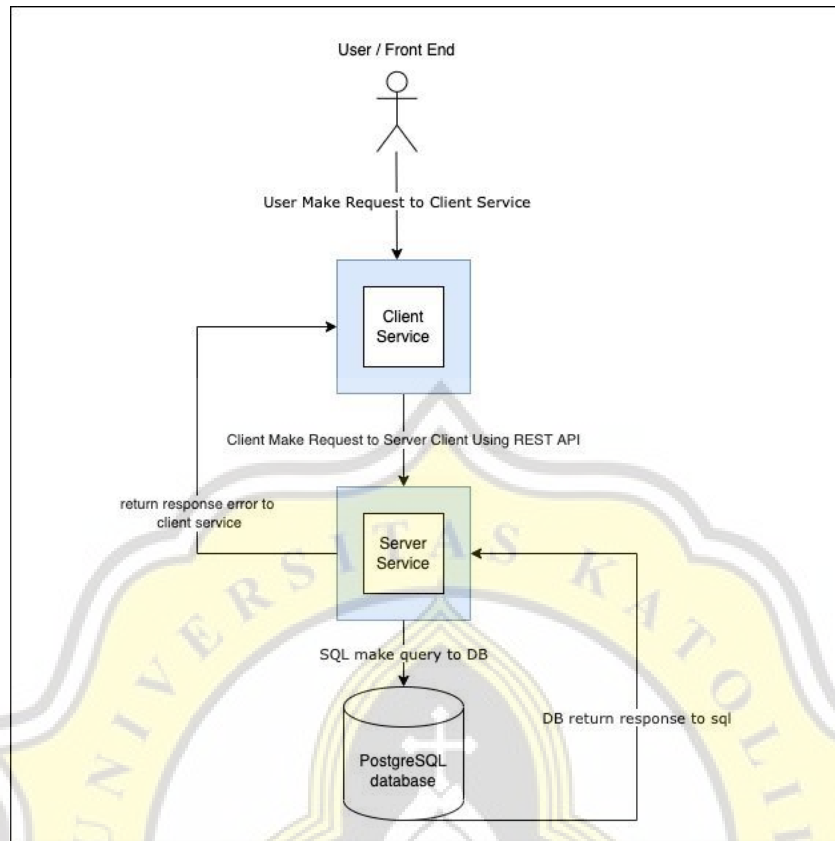 User / Front End
User Make Request to Client Service
Client
Service
Client Make Request to Server Client Using REST API
return response error to
client service
Server
Service
SQL make query to DB
DB return response to sql
PostgreSQL
database
UNIVERSITAS KATOLI